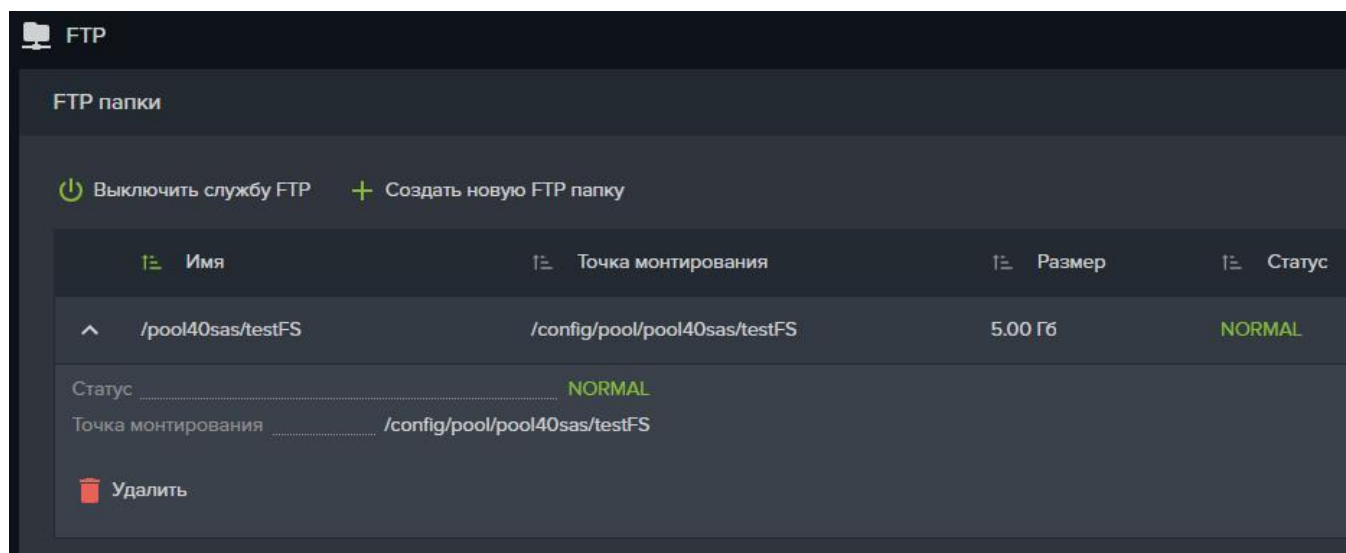 FTP
FTP папки
Выключить службу FTP Создать новую FTP папку
Имя Точка монтирования Размер Статус
/pool40sas/testFS /config/pool/pool40sas/testFS 5.00 Гб NORMAL
Статус NORMAL
Точка монтирования /config/pool/pool40sas/testFS
Удалить